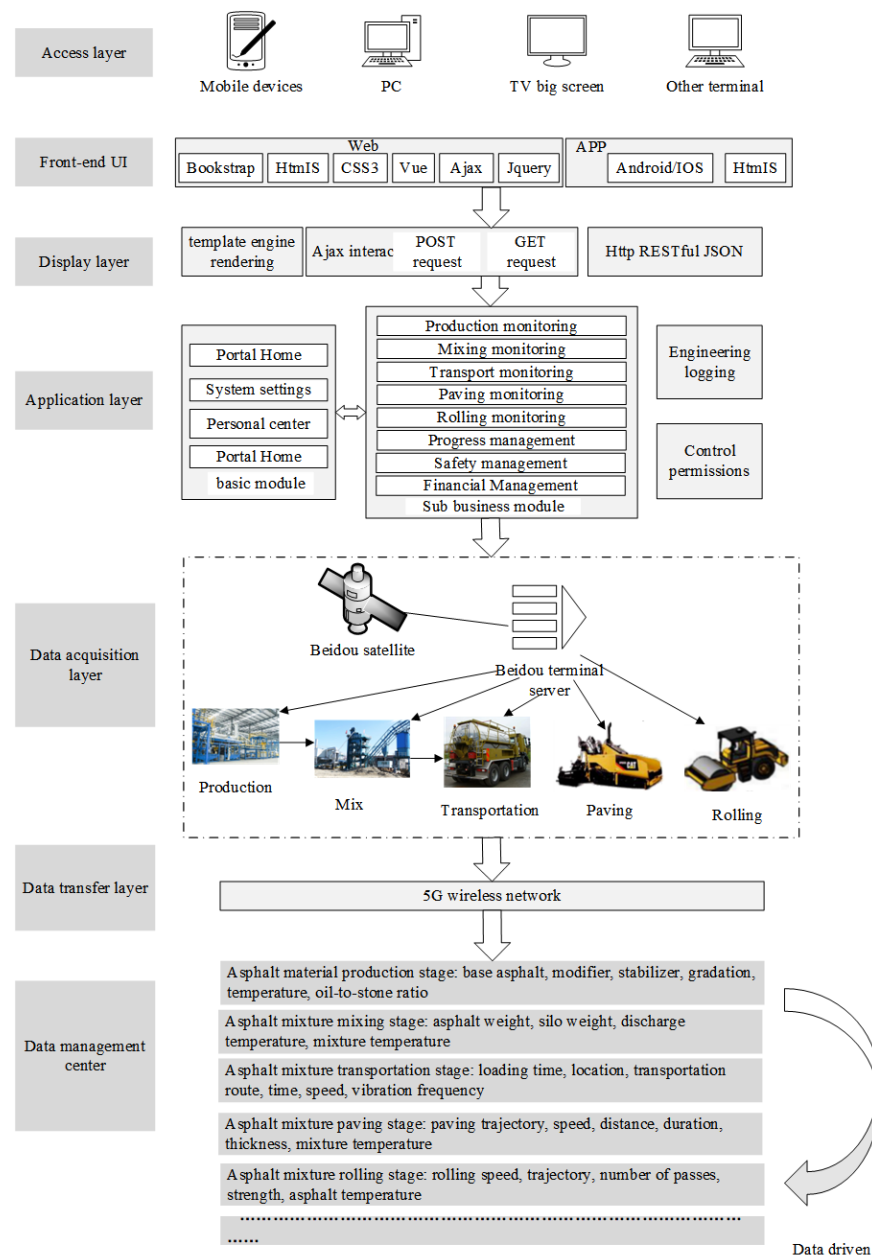 Access layer
Mobile devices
PC
TV big screen
Other terminal
Front-end UI
Web
Bookstrap
HtmIS
CSS3
Vue
Ajax
Jquery
APP
Android/IOS
HtmIS
Display layer
template engine
rendering
Ajax interac
POST
request
GET
request
Http RESTful JSON
Application layer
Portal Home
System settings
Personal center
Portal Home
basic module
Production monitoring
Mixing monitoring
Transport monitoring
Paving monitoring
Rolling monitoring
Progress management
Safety management
Financial Management
Sub business module
Engineering
logging
Control
permissions
Data acquisition
layer
Beidou satellite
Beidou terminal
server
Production
Mix
Transportation
CAT
Paving
Rolling
Data transfer layer
5G wireless network
Data management
center
Asphalt material production stage: base asphalt, modifier, stabilizer, gradation,
temperature, oil-to-stone ratio
Asphalt mixture mixing stage: asphalt weight, silo weight, discharge
temperature, mixture temperature
Asphalt mixture transportation stage: loading time, location, transportation
route, time, speed, vibration frequency
Asphalt mixture paving stage: paving trajectory, speed, distance, duration,
thickness, mixture temperature
Asphalt mixture rolling stage: rolling speed, trajectory, number of passes,
strength, asphalt temperature
………………………………………………………………………………
……
Data driven